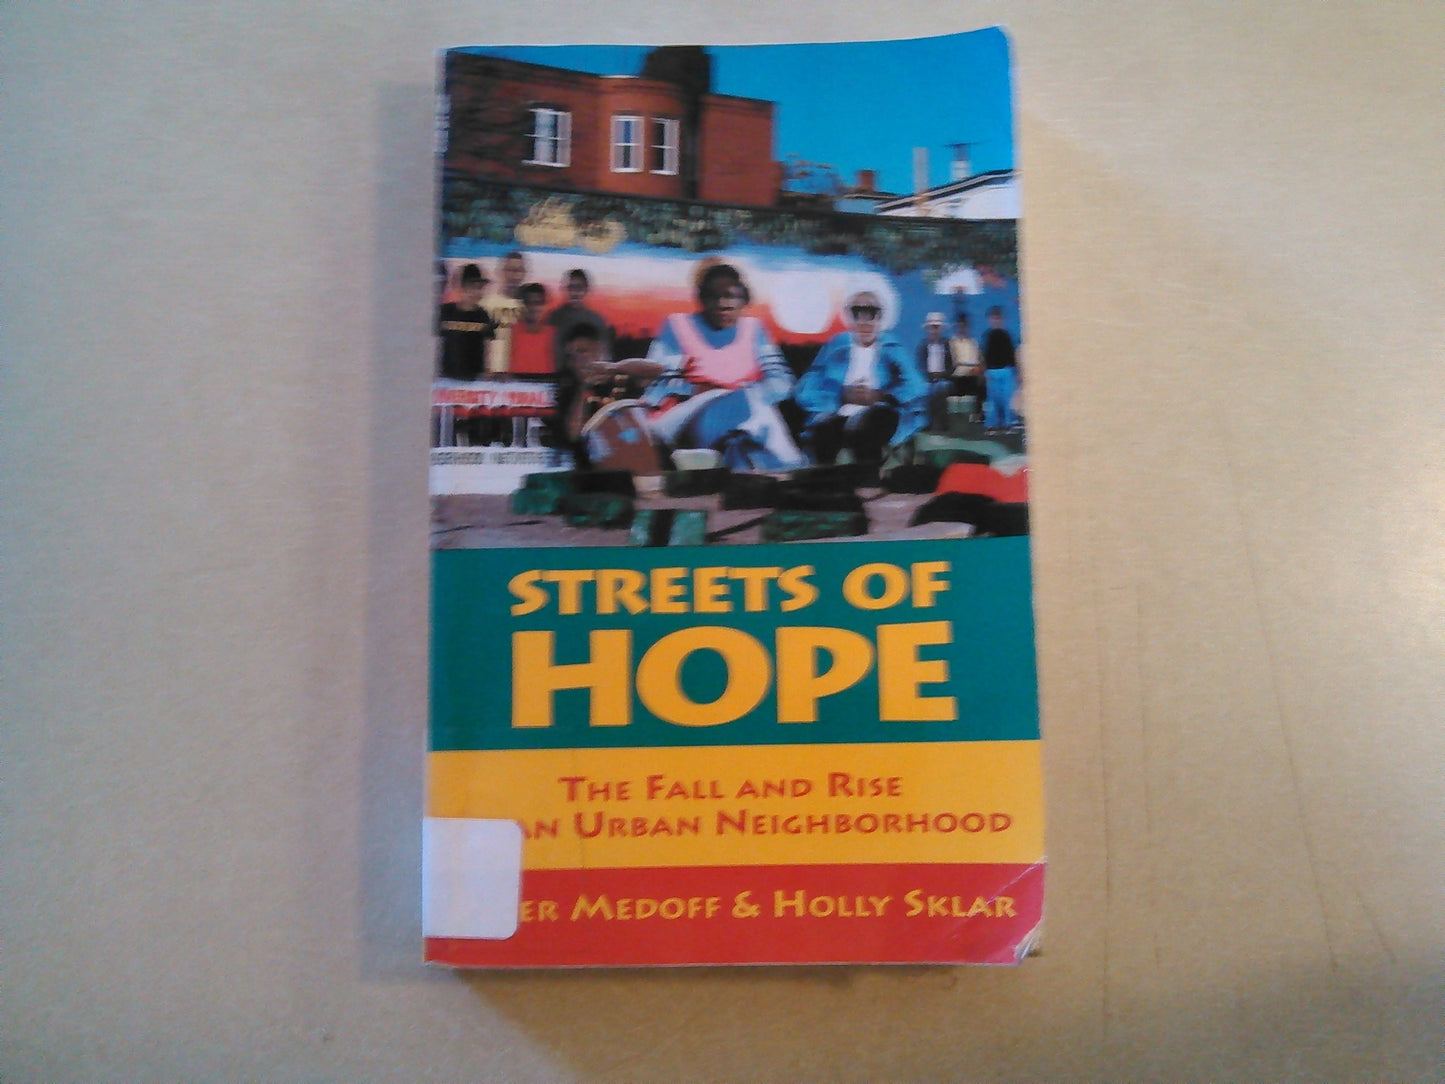 STREETS OF
HOPE
THE FALL AND RISE
AN URBAN NEIGHBORHOOD
ER MEDOFF & HOLLY SKLAR